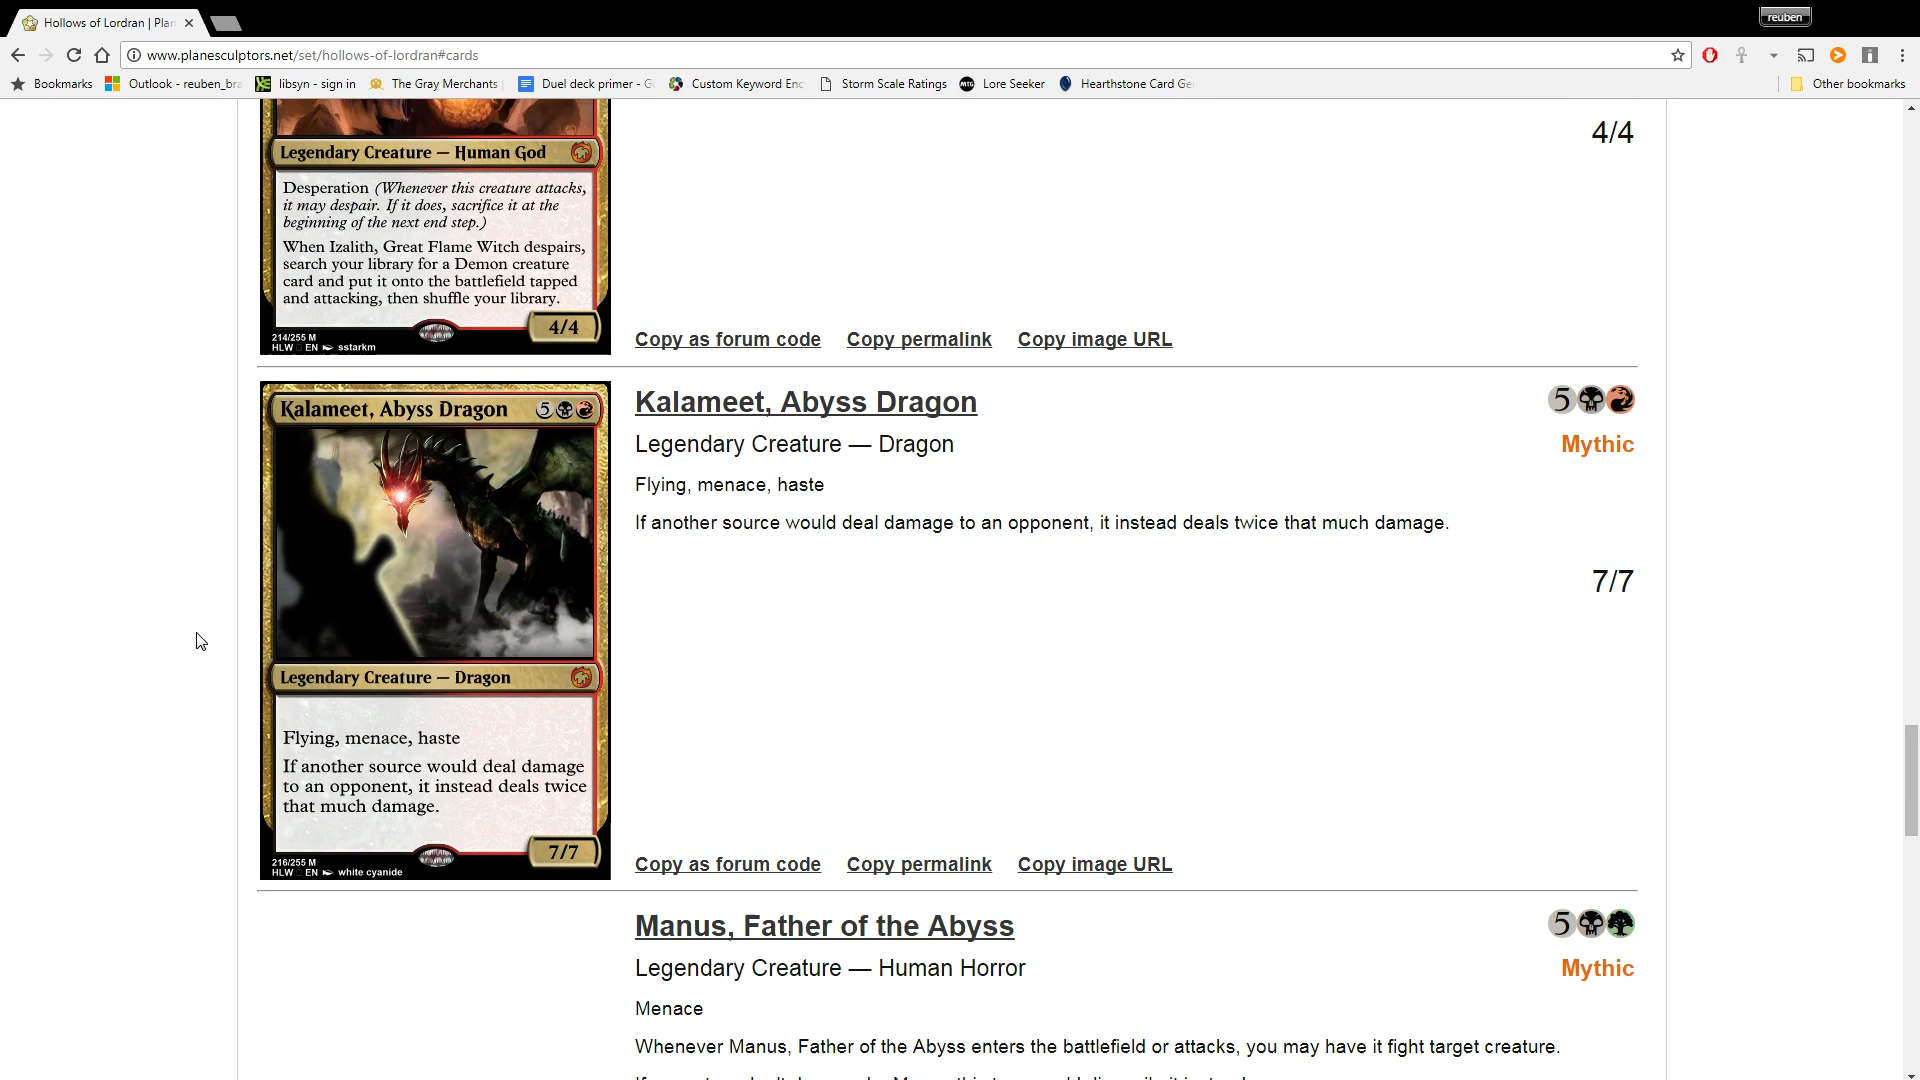 Hollows of Lordran | Plan
reuben
www.planesculptors.net/set/hollows-of-lordran#cards
Bookmarks
Outlook - reuben_bra
libsyn - sign in
The Gray Merchants
Duel deck primer - G
Custom Keyword Enc
Storm Scale Ratings
Lore Seeker
Hearthstone Card Ge
Other bookmarks
Legendary Creature — Human God
Desperation (Whenever this creature attacks,
it may despair. If it does, sacrifice it at the
beginning of the next end step.)
When Izalith, Great Flame Witch despairs,
search your library for a Demon creature
card and put it onto the battlefield tapped
and attacking, then shuffle your library.
4/4
214/255 M
HLW EN sstarkm
4/4
Copy as forum code
Copy permalink
Copy image URL
Kalameet, Abyss Dragon 5
Legendary Creature — Dragon
Flying, menace, haste
If another source would deal damage
to an opponent, it instead deals twice
that much damage.
7/7
216/255 M
HLW EN white cyanide
Kalameet, Abyss Dragon
5
Legendary Creature — Dragon
Mythic
Flying, menace, haste
If another source would deal damage to an opponent, it instead deals twice that much damage.
7/7
Copy as forum code
Copy permalink
Copy image URL
Manus, Father of the Abyss
5
Legendary Creature — Human Horror
Mythic
Menace
Whenever Manus, Father of the Abyss enters the battlefield or attacks, you may have it fight target creature.